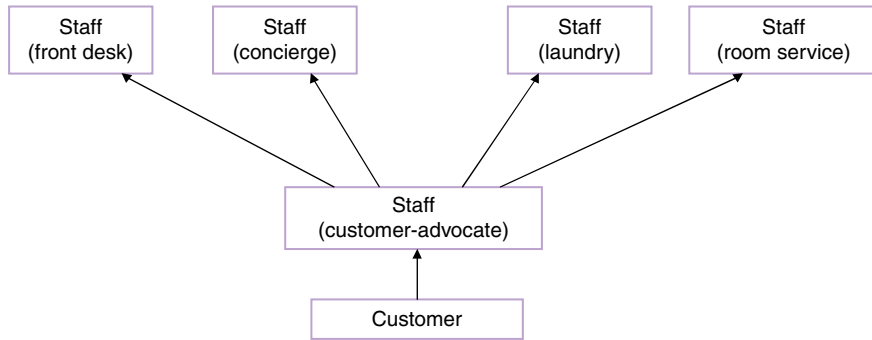 Staff
(front desk)
Staff
(concierge)
Staff
(laundry)
Staff
(room service)
Staff
(customer-advocate)
Customer